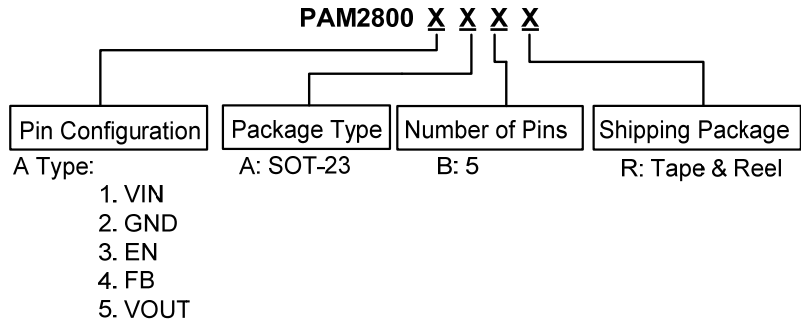 PAM2800 X X X X
Pin Configuration
Package Type
Number of Pins
Shipping Package
A Type:
1. VIN
2. GND
3. EN
4. FB
5. VOUT
A: SOT-23
B: 5
R: Tape & Reel